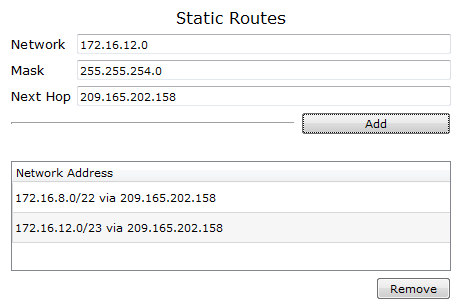 Static Routes
Network 172.16.12.0
Mask 255.255.254.0
Next Hop 209.165.202.158
Add
Network Address
172.16.8.0/22 via 209.165.202.158
172.16.12.0/23 via 209.165.202.158
Remove